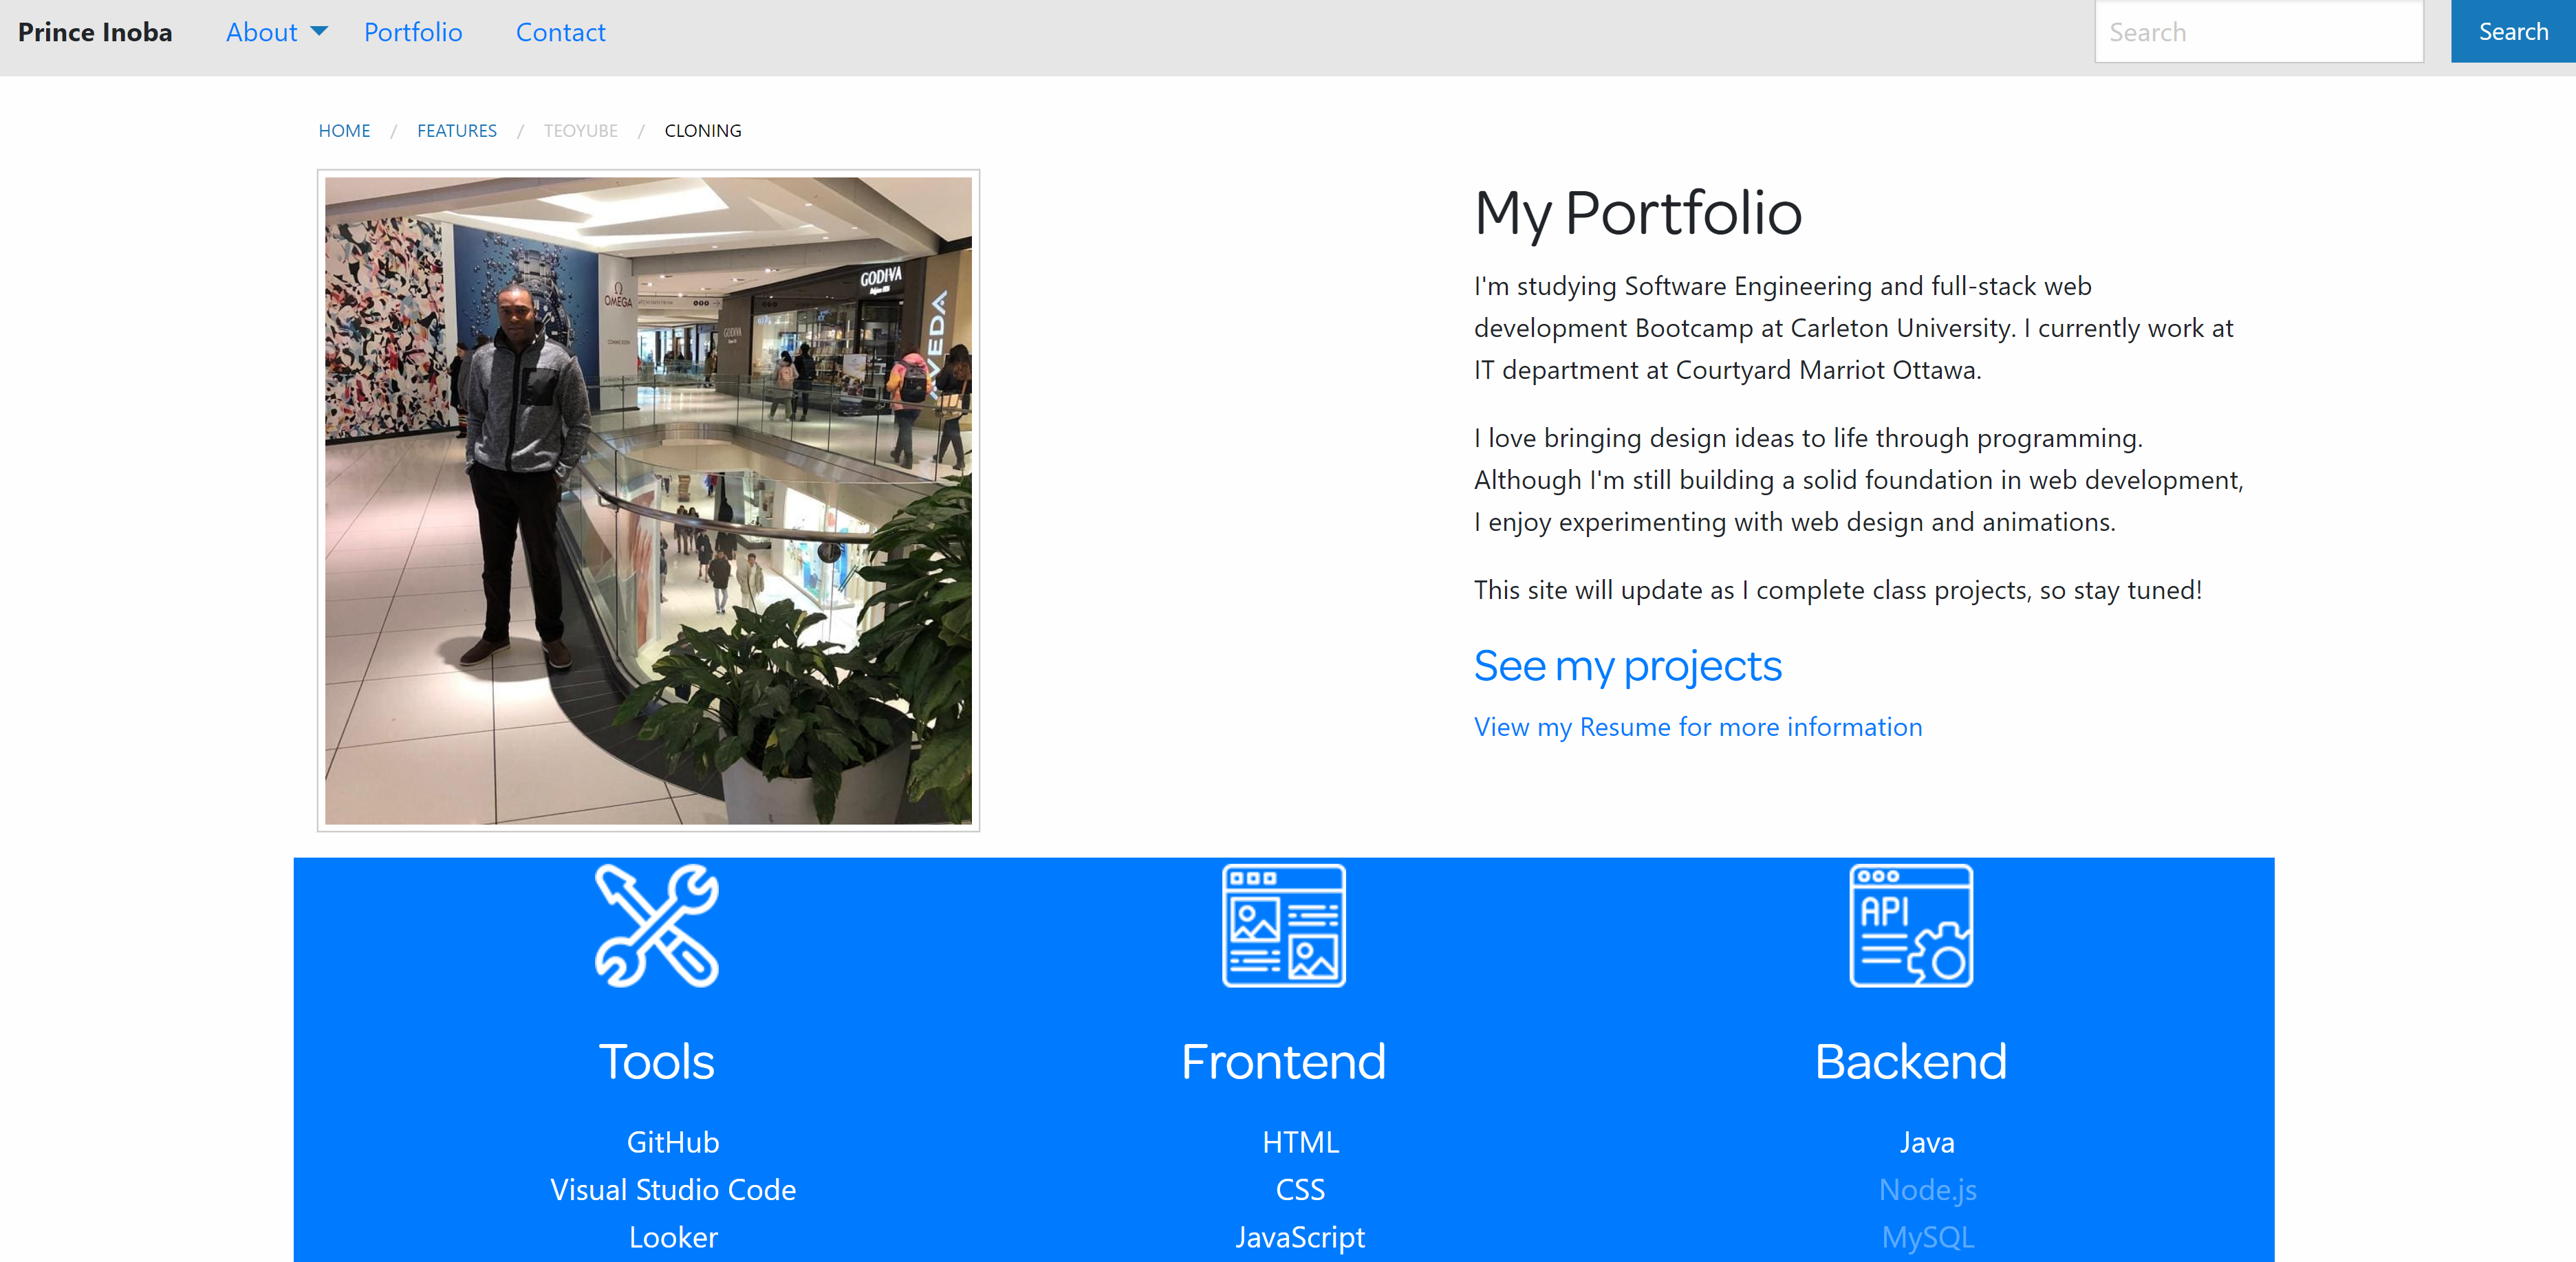 Prince Inoba About Portfolio Contact Search Search
HOME / FEATURES / TEOYUBE / CLONING
OMEGA
GODIVA
GODIVA
AVEDA
My Portfolio
I'm studying Software Engineering and full-stack web
development Bootcamp at Carleton University. I currently work at
IT department at Courtyard Marriot Ottawa.
I love bringing design ideas to life through programming.
Although I'm still building a solid foundation in web development,
I enjoy experimenting with web design and animations.
This site will update as I complete class projects, so stay tuned!
See my projects
View my Resume for more information
API
Tools
GitHub
Visual Studio Code
Looker
Frontend
HTML
CSS
JavaScript
Backend
Java
Node.js
MySQL